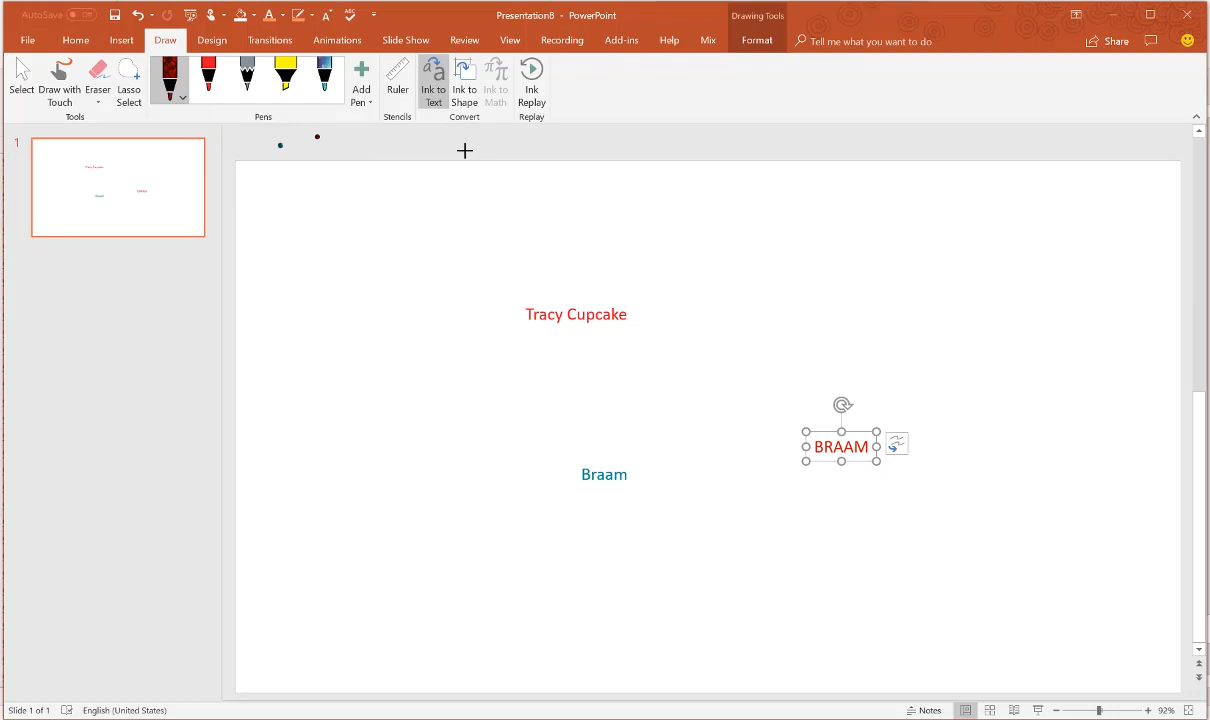 AutoSave
Presentation8 - PowerPoint
Drawing Tools
File Home Insert Draw Design Transitions Animations Slide Show Review View Recording Add-ins Help Mix Format Tell me what you want to do Share
Select Draw with Touch Eraser Lasso Select
Add Pen
Ruler
Ink to Text Ink to Shape Ink to Math
Ink Replay
Tools Pens Stencils Convert Replay
1
Tracy Cupcake
BRAAM
Braam
Slide 1 of 1 English (United States) Notes 92%